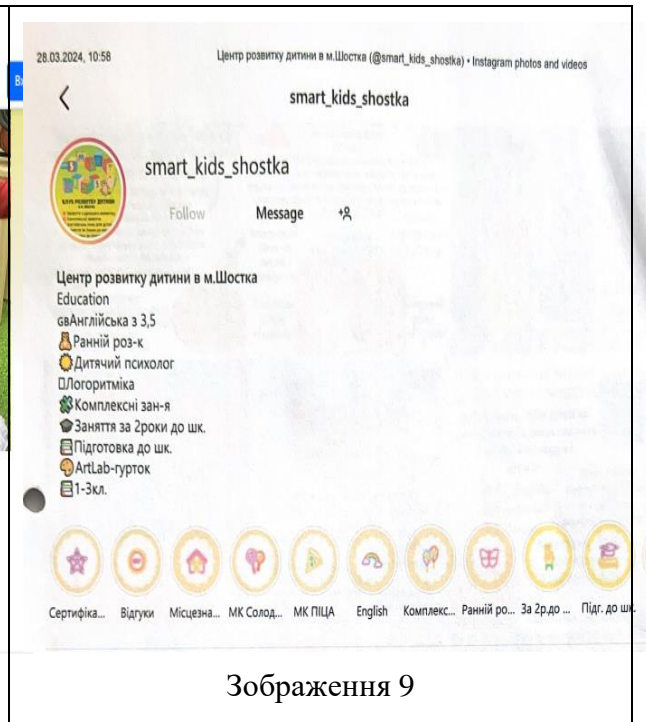 28.03.2024, 10:58 Центр розвитку дитини в м.Шостка (@smart_kids_shostka) • Instagram photos and videos
smart_kids_shostka
smart_kids_shostka
Follow Message
Центр розвитку дитини в м.Шостка
Education
GBАнглійська з 3,5
Ранній роз-к
Дитячий психолог
Логоритміка
Комплексні зан-я
Заняття за 2роки до шк.
Підготовка до шк.
ArtLab-гурток
1-3кл.
Сертифіка... Відгуки Місцезна... МК Солод... МК ПІЦА English Комплекс... Ранній ро... За 2р.до ... Підг. до шк.
Зображення 9